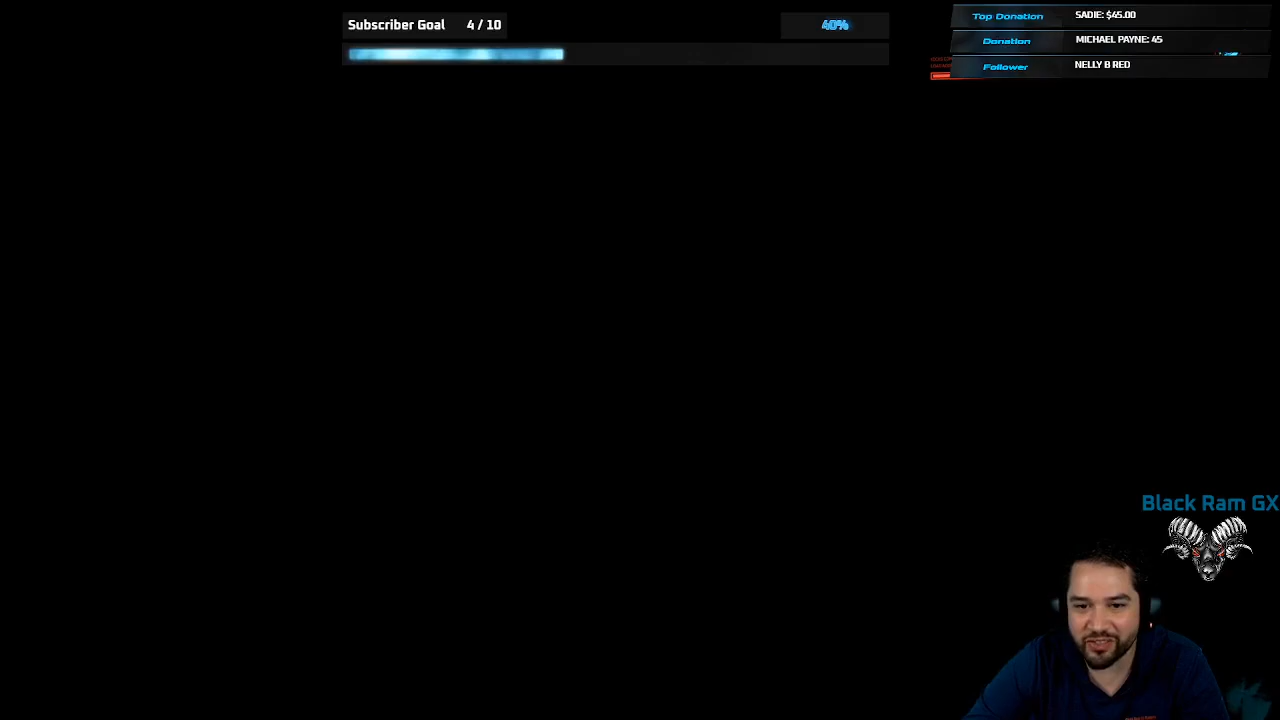 Subscriber Goal 4 / 10
40%
Top Donation SADIE: $45.00
Donation MICHAEL PAYNE: 45
Follower NELLY B RED
Black Ram GX